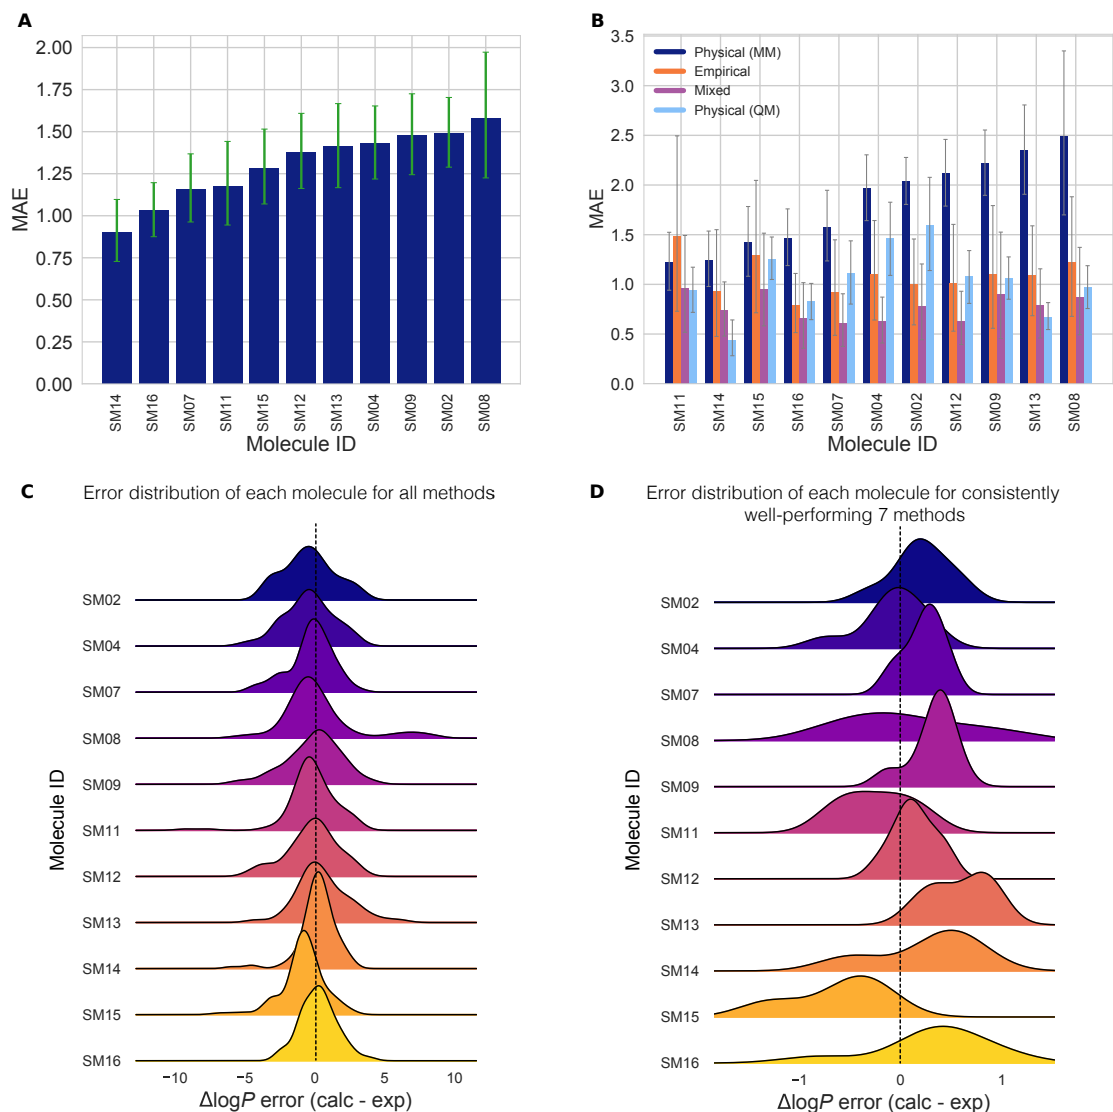 A
MAE
2.00
1.75
1.50
1.25
1.00
0.75
0.50
0.25
0.00
SM14
SM16
SM07
SM11
SM15
SM12
SM13
SM04
SM09
SM02
SM08
Molecule ID
B
MAE
3.5
3.0
2.5
2.0
1.5
1.0
0.5
0.0
Physical (MM)
Empirical
Mixed
Physical (QM)
SM11
SM14
SM15
SM16
SM07
SM04
SM02
SM12
SM09
SM13
SM08
Molecule ID
C
Error distribution of each molecule for all methods
Molecule ID
SM02
SM04
SM07
SM08
SM09
SM11
SM12
SM13
SM14
SM15
SM16
−10
−5
0
5
10
ΔlogP error (calc - exp)
D
Error distribution of each molecule for consistently
well-performing 7 methods
Molecule ID
SM02
SM04
SM07
SM08
SM09
SM11
SM12
SM13
SM14
SM15
SM16
−1
0
1
ΔlogP error (calc - exp)